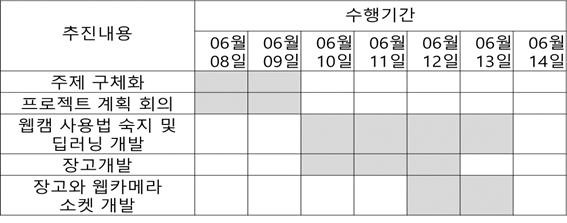 추진내용
수행기간
06월 06월 06월 06월 06월 06월 06월
08일 09일 10일 11일 12일 13일 14일
주제 구체화
프로젝트 계획 회의
웹캠 사용법 숙지 및
딥러닝 개발
장고개발
장고와 웹카메라
소켓 개발